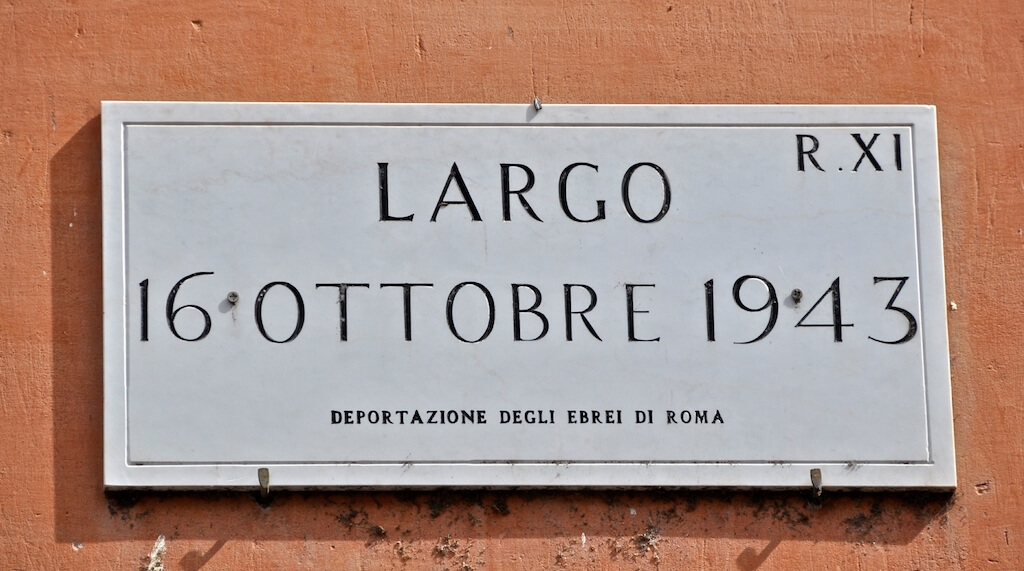 R.XI
LARGO
16 OTTOBRE 1943
DEPORTAZIONE DEGLI EBREI DI ROMA